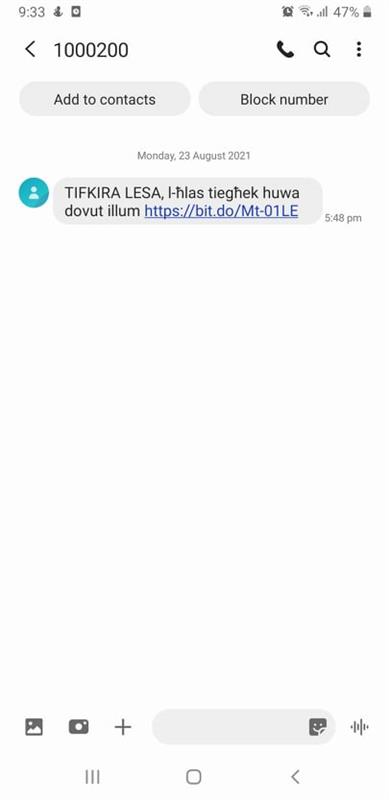 9:33
47%
1000200
Add to contacts
Block number
Monday, 23 August 2021
TIFKIRA LESA, l-ħlas tiegħek huwa
dovut illum https://bit.do/Mt-01LE
5:48 pm